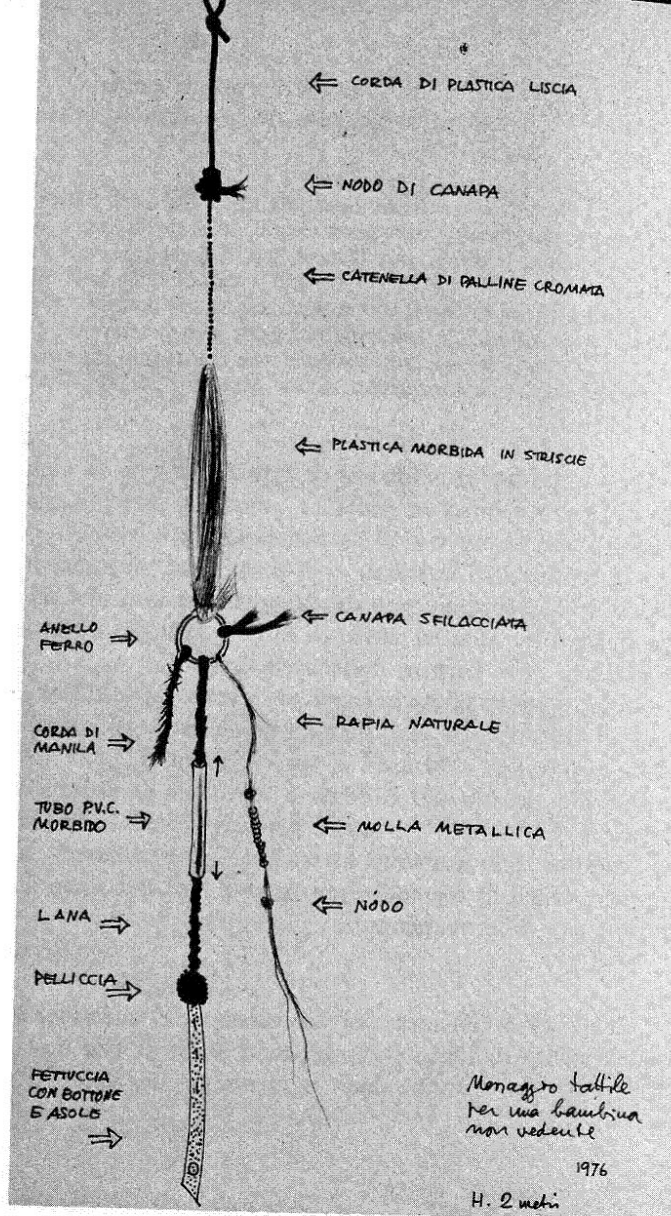 CORDA DI PLASTICA LISCIA
NODO DI CANAPA
CATENELLA DI PALLINE CROMATA
PLASTICA MORBIDA IN STRISCIE
CANAPA SFILACCIATA
ANELLO
FERRO
RAFIA NATURALE
CORDA DI
MANILA
TUBO P.V.C.
MORBIDO
MOLLA METALLICA
NÓDO
LANA
PELLICCIA
FETTUCCIA
CON BOTTONE
E ASOLE
Messaggio tattile
per una bambina
non vedente
1976
H. 2 metri